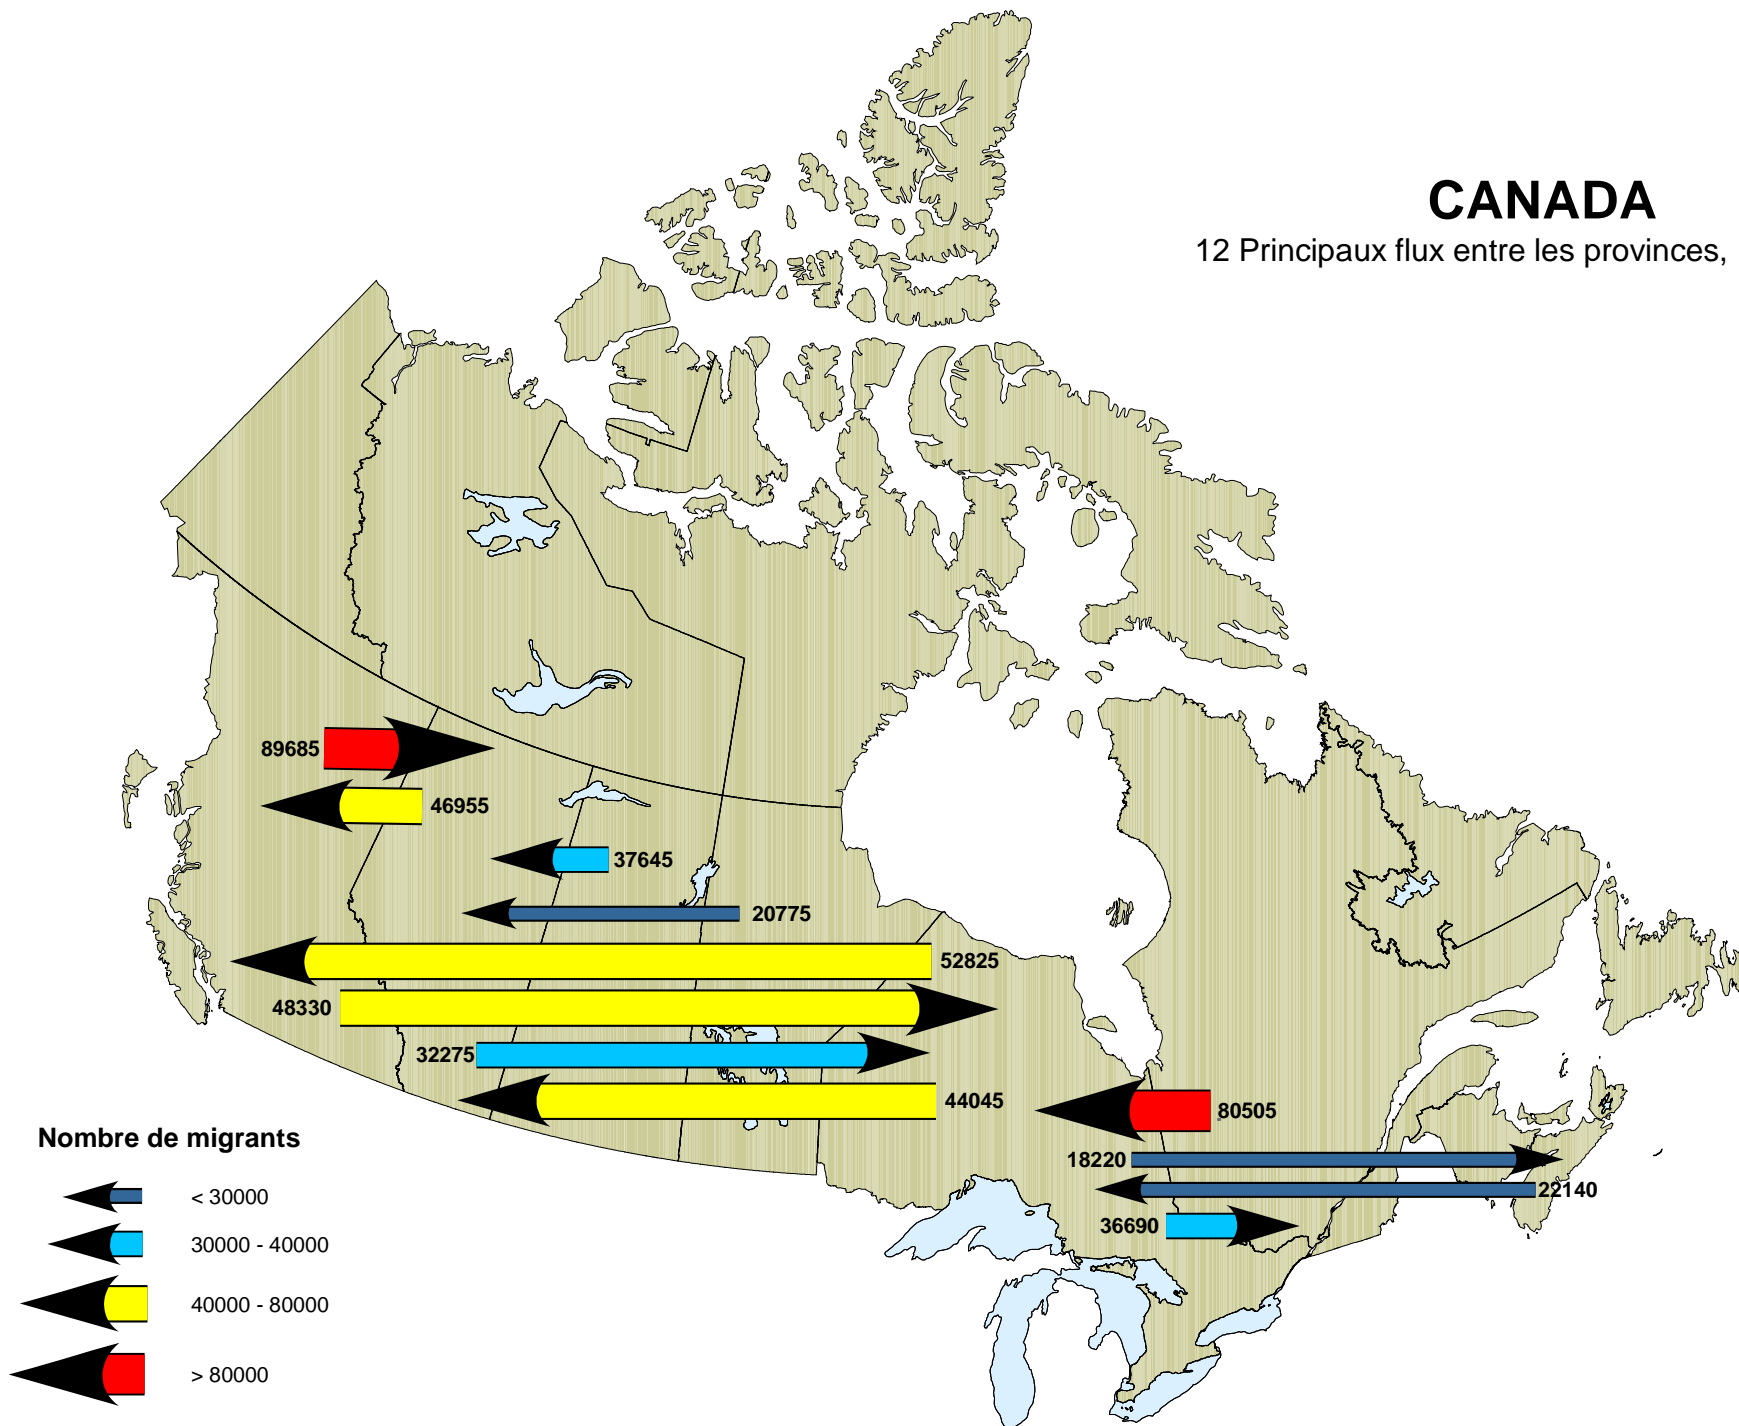 CANADA
12 Principaux flux entre les provinces,
89685
46955
37645
20775
52825
48330
32275
44045
80505
18220
22140
36690
Nombre de migrants
< 30000
30000 - 40000
40000 - 80000
> 80000